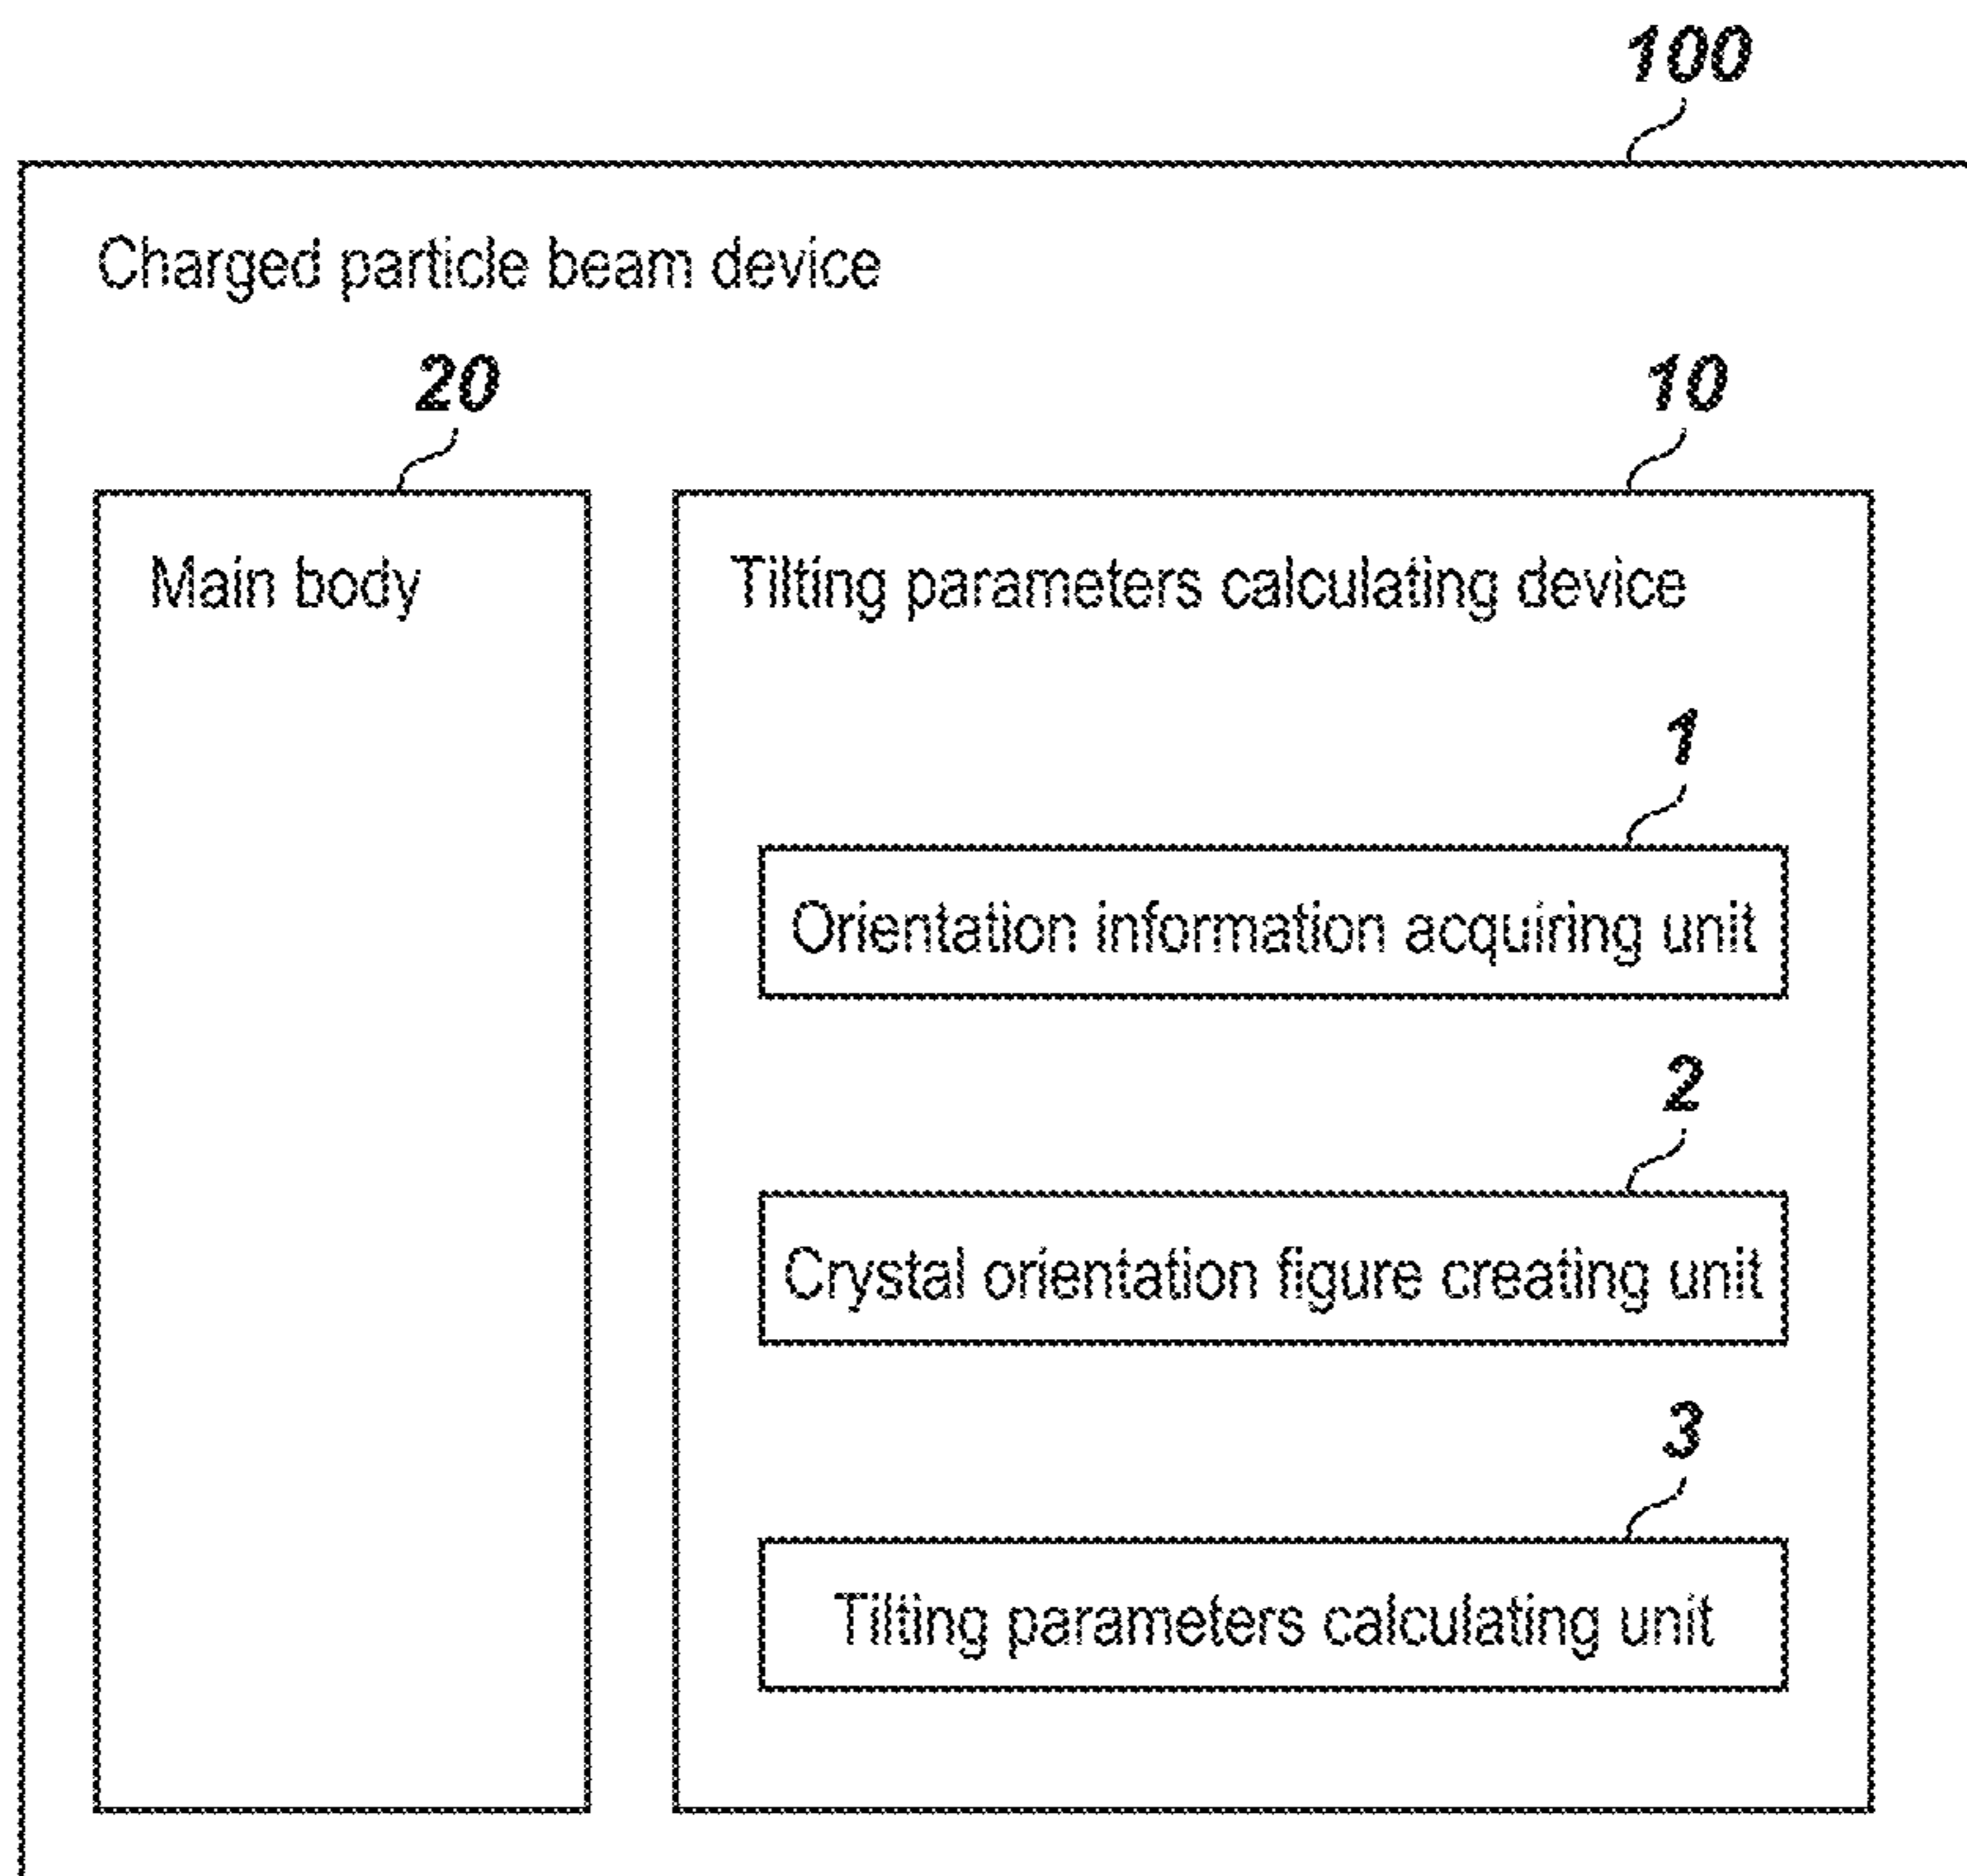 100
Charged particle beam device
20
10
Main body
Tilting parameters calculating device
1
Orientation information acquiring unit
2
Crystal orientation figure creating unit
3
Tilting parameters calculating unit